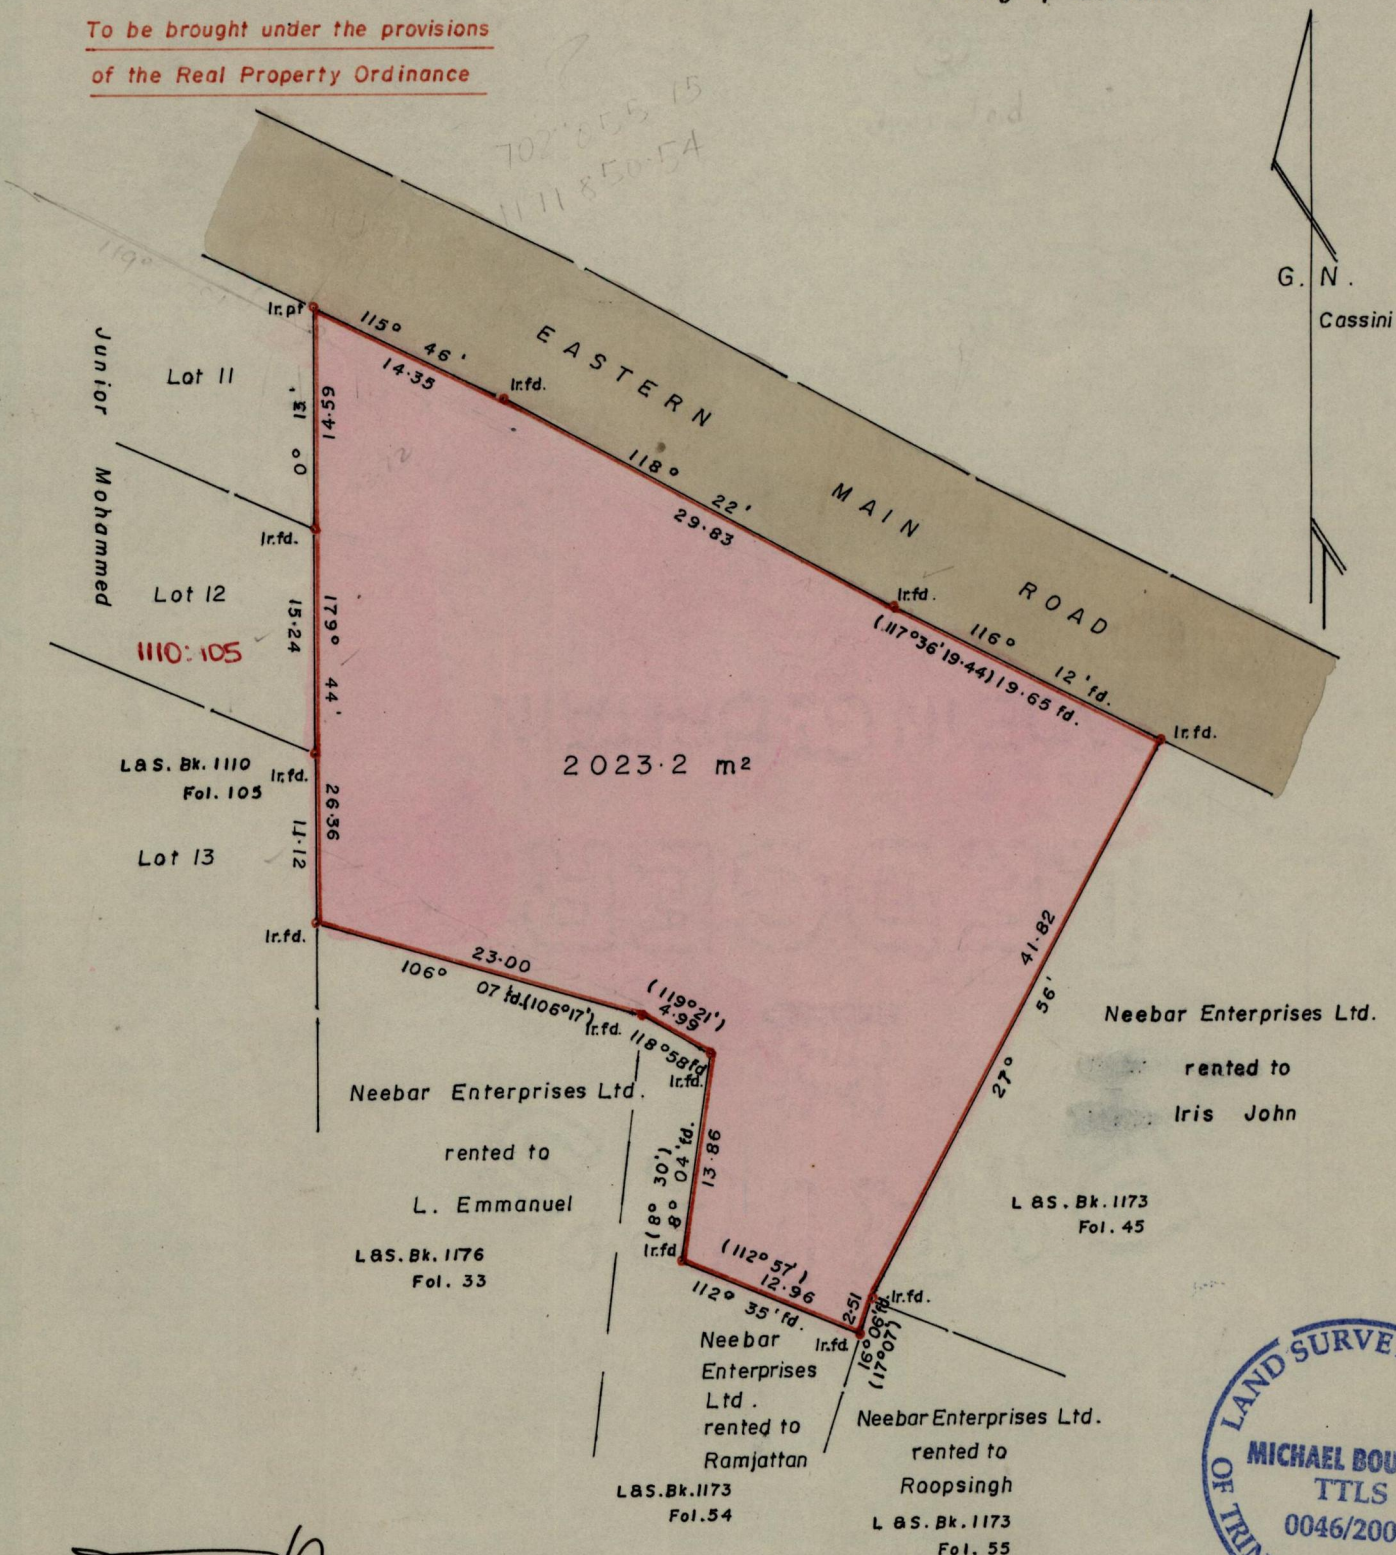 To be brought under the provisions
of the Real Property Ordinance
702855.15
1111850.54
G. N.
Cassini
119°
Ir.pf
115° 46'
14.35
Ir.fd.
EASTERN MAIN ROAD
118° 22'
29.83
Ir.fd.
116° 12' fd.
(117°36' 19.44) 19.65 fd.
Ir.fd.
Junior Mohammed
Lot 11
0° 13'
14.59
Ir.fd.
Lot 12
1110:105
15.24
179° 44'
L&S. Bk. 1110
Fol. 105
Ir.fd.
26.36
11.12
Lot 13
Ir.fd.
2023.2 m²
23.00
106° 07' fd. (106°17')
Ir.fd.
(119°21')
4.99
118°58' fd
Ir.fd.
41.82
27° 56'
Neebar Enterprises Ltd.
rented to
Iris John
L &S. Bk. 1173
Fol. 45
Neebar Enterprises Ltd.
rented to
L. Emmanuel
L&S. Bk. 1176
Fol. 33
(8° 30')
8° 04' fd.
13.86
Ir.fd
(112° 57')
12.96
112° 35' fd.
Ir.fd
2.51
16° 06' fd.
(17°07')
Ir.fd.
Neebar
Enterprises
Ltd.
rented to
Ramjattan
L&S. Bk. 1173
Fol. 54
Neebar Enterprises Ltd.
rented to
Roopsingh
L &S. Bk. 1173
Fol. 55
LAND SURVE
MICHAEL BOU
TTLS
0046/200
OF TRIN